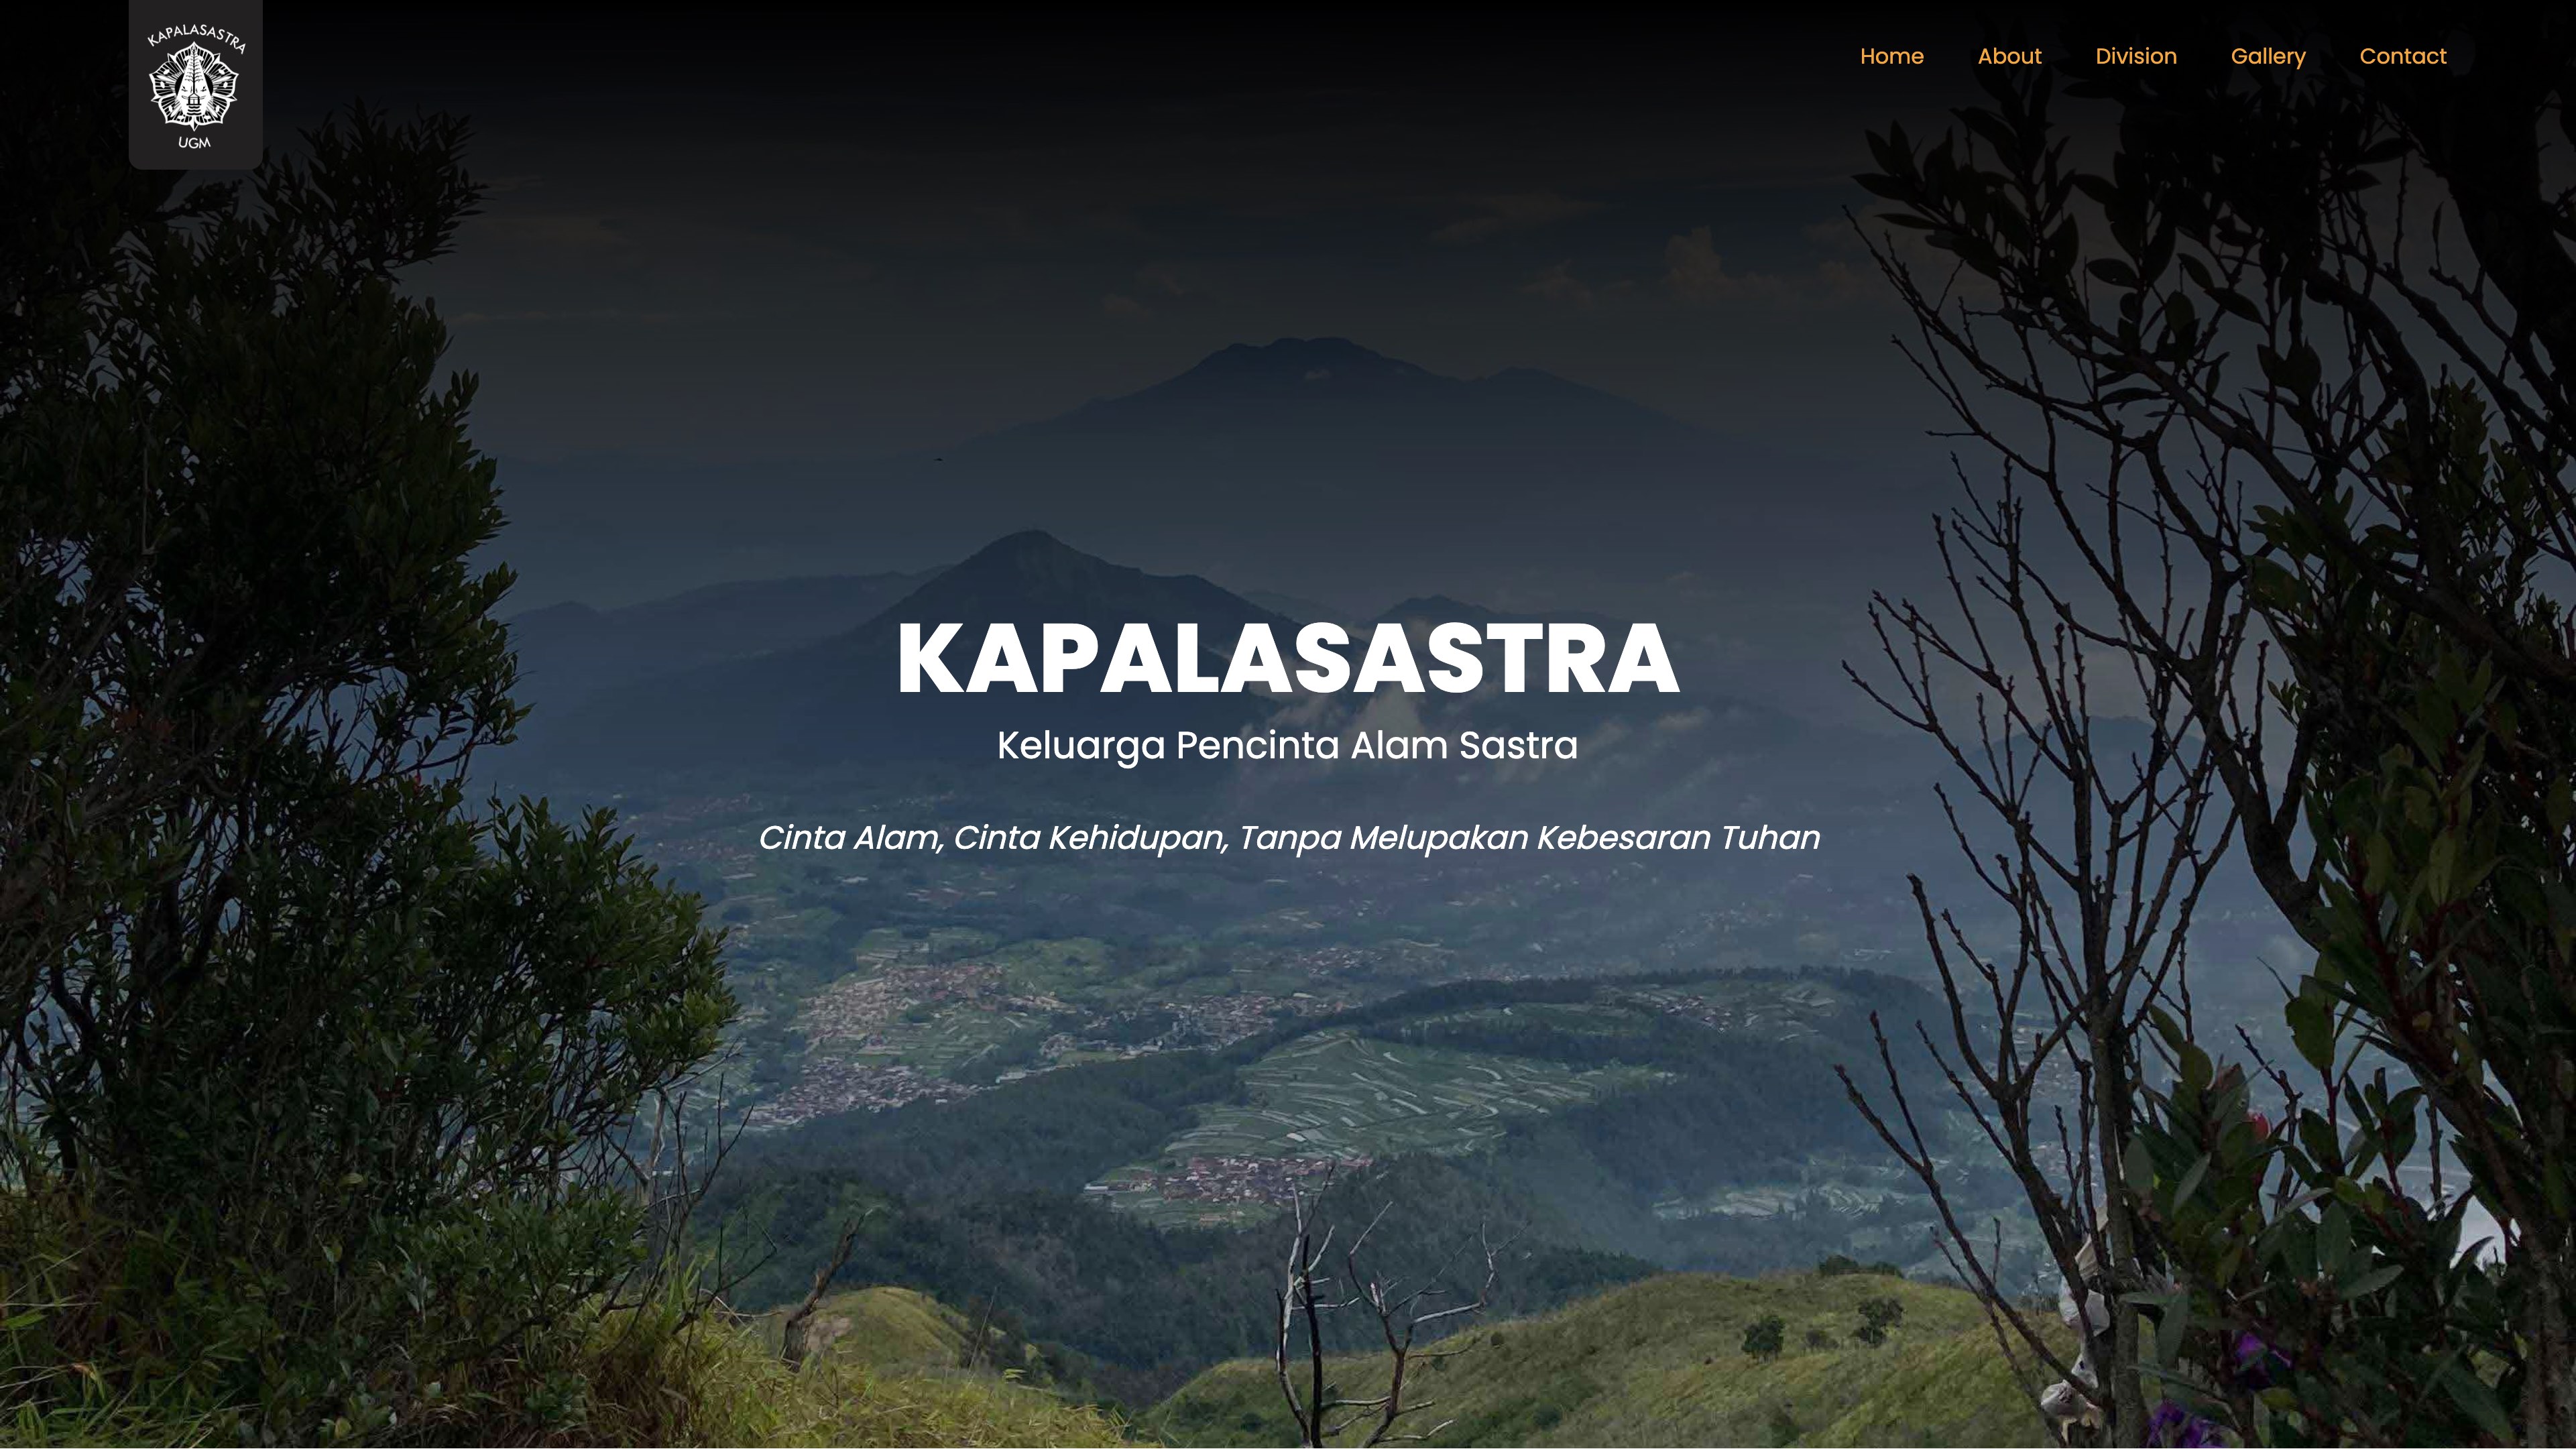 KAPALASASTRA
UGM
Home About Division Gallery Contact
KAPALASASTRA
Keluarga Pencinta Alam Sastra
Cinta Alam, Cinta Kehidupan, Tanpa Melupakan Kebesaran Tuhan